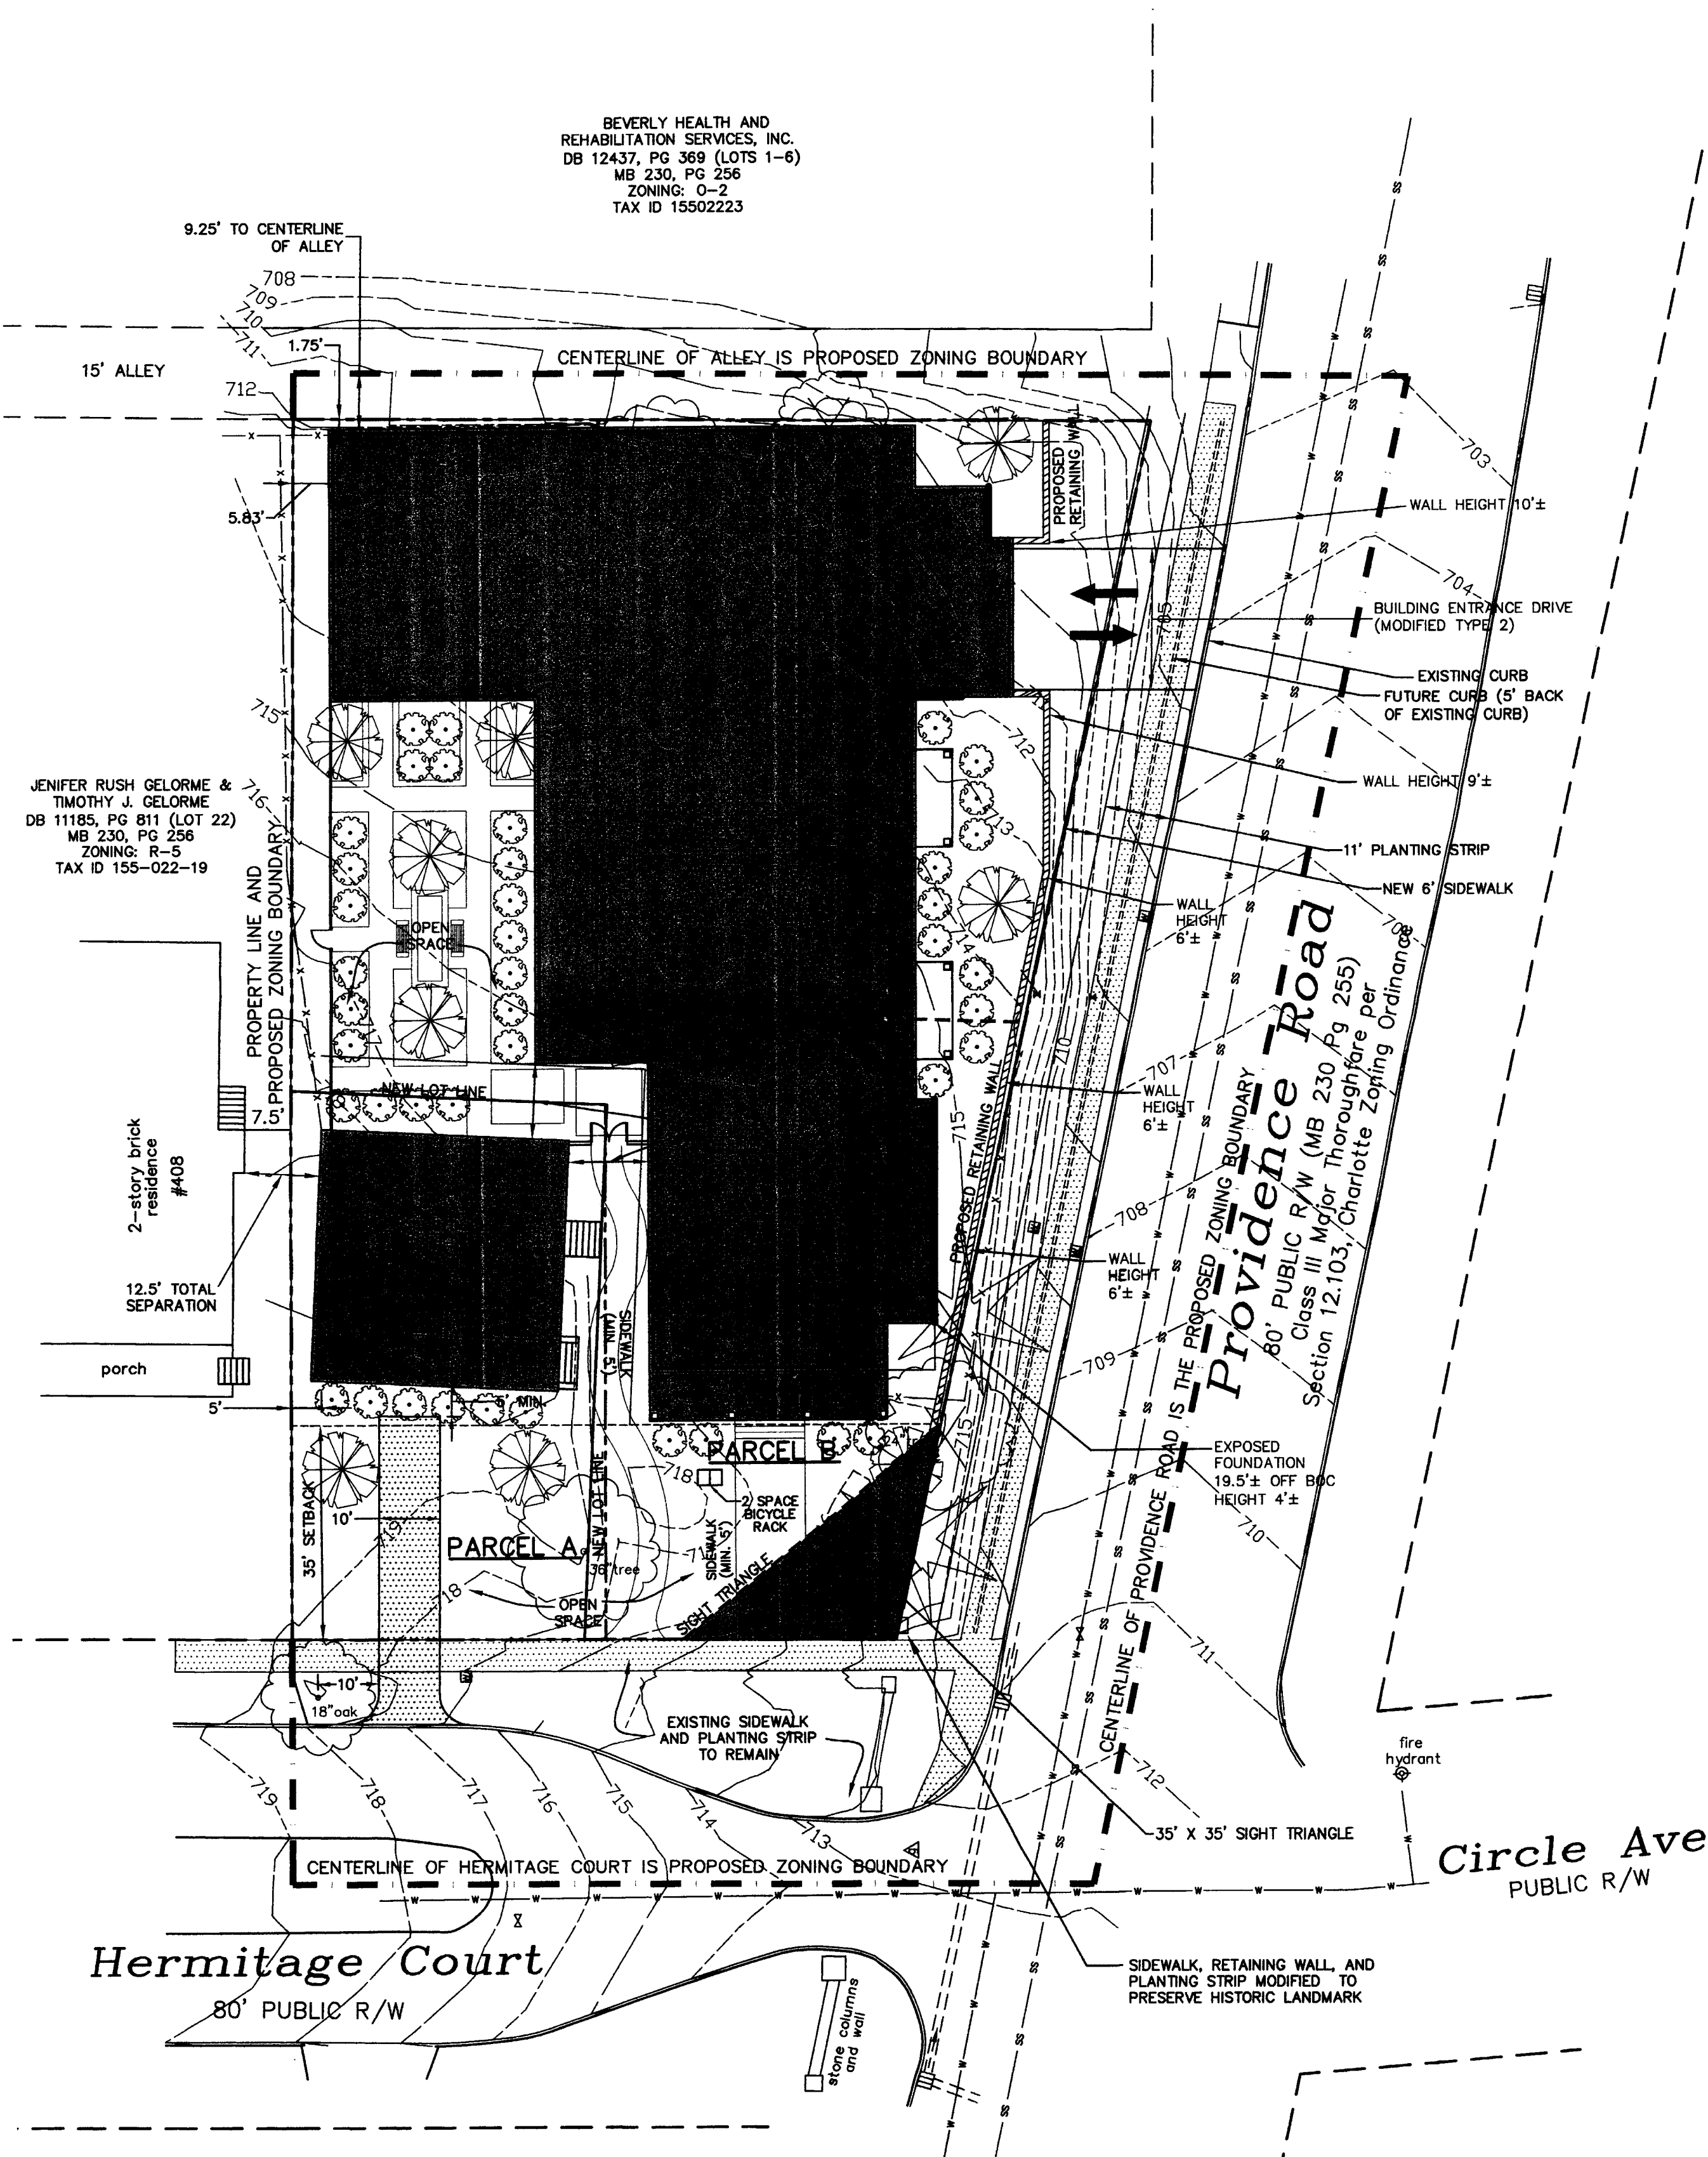 BEVERLY HEALTH AND
REHABILITATION SERVICES, INC.
DB 12437, PG 369 (LOTS 1-6)
MB 230, PG 256
ZONING: O-2
TAX ID 15502223
9.25' TO CENTERLINE
OF ALLEY
708
709
710
711
1.75'
15' ALLEY
712
CENTERLINE OF ALLEY IS PROPOSED ZONING BOUNDARY
PROPOSED
RETAINING WALL
703
WALL HEIGHT 10'±
5.83'
704
705
BUILDING ENTRANCE DRIVE
(MODIFIED TYPE 2)
EXISTING CURB
FUTURE CURB (5' BACK
OF EXISTING CURB)
715
712
WALL HEIGHT 9'±
JENIFER RUSH GELORME &
TIMOTHY J. GELORME
DB 11185, PG 811 (LOT 22)
MB 230, PG 256
ZONING: R-5
TAX ID 155-022-19
716
713
11' PLANTING STRIP
NEW 6' SIDEWALK
WALL
HEIGHT
6'±
PROPERTY LINE AND
PROPOSED ZONING BOUNDARY
OPEN
SPACE
714
710
707
NEW LOT LINE
7.5'
WALL
HEIGHT
6'±
715
PROPOSED RETAINING WALL
Providence Road
80' PUBLIC R/W (MB 230 Pg 255)
Class III Major Thoroughfare per
Section 12.103, Charlotte Zoning Ordinance
CENTERLINE OF PROVIDENCE ROAD IS THE PROPOSED ZONING BOUNDARY
2-story brick
residence
#408
708
WALL
HEIGHT
6'±
12.5' TOTAL
SEPARATION
SIDEWALK
(MIN. 5')
709
porch
5'
MIN.
PARCEL B
24" tree
715
718
2 SPACE
BICYCLE
RACK
EXPOSED
FOUNDATION
19.5'± OFF BOC
HEIGHT 4'±
710
35' SETBACK
10'
719
PARCEL A
NEW LOT LINE
36" tree
SIDEWALK
(MIN. 5')
SIGHT TRIANGLE
718
OPEN
SPACE
711
10'
18"oak
EXISTING SIDEWALK
AND PLANTING STRIP
TO REMAIN
fire
hydrant
712
719
718
717
716
715
714
713
35' X 35' SIGHT TRIANGLE
CENTERLINE OF HERMITAGE COURT IS PROPOSED ZONING BOUNDARY
Circle Ave
PUBLIC R/W
Hermitage Court
80' PUBLIC R/W
SIDEWALK, RETAINING WALL, AND
PLANTING STRIP MODIFIED TO
PRESERVE HISTORIC LANDMARK
stone columns
and wall